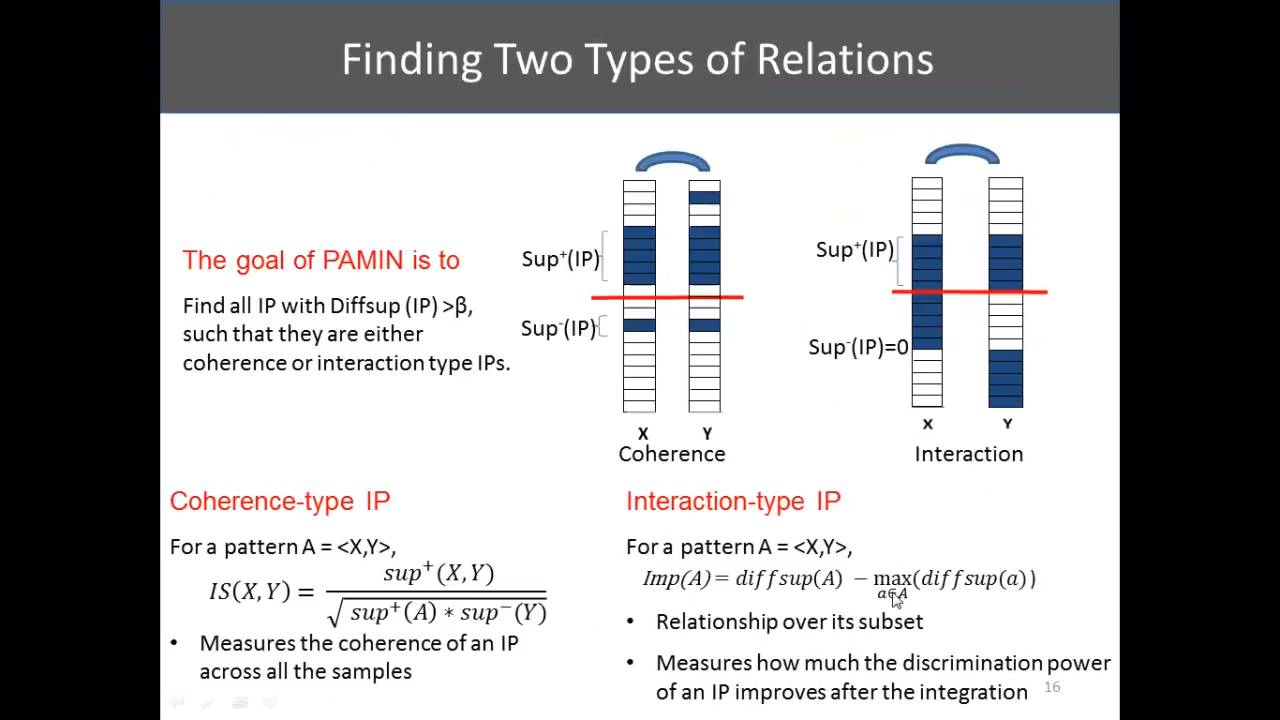 Finding Two Types of Relations
The goal of PAMIN is to
Find all IP with Diffsup (IP) >β,
such that they are either
coherence or interaction type IPs.
Sup⁺(IP)
Sup⁻(IP)
X Y
Coherence
Sup⁺(IP)
Sup⁻(IP)=0
X Y
Interaction
Coherence-type IP
For a pattern A = <X,Y>,
IS(X,Y) = sup⁺(X,Y) / √(sup⁺(A) * sup⁻(Y))
• Measures the coherence of an IP
across all the samples
Interaction-type IP
For a pattern A = <X,Y>,
Imp(A) = diffsup(A) − max(diffsup(a))
a∈A
• Relationship over its subset
• Measures how much the discrimination power
of an IP improves after the integration
16